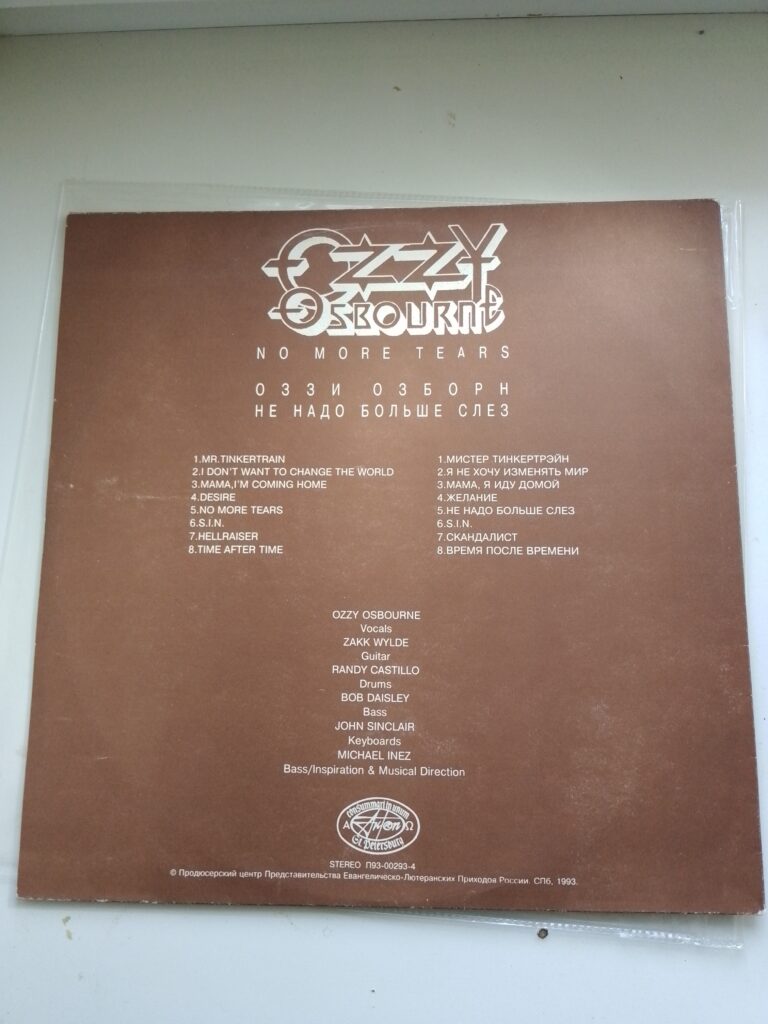 OZZY
OSBOURNE
NO MORE TEARS
ОЗЗИ ОЗБОРН
НЕ НАДО БОЛЬШЕ СЛЕЗ
1.MR.TINKERTRAIN
2.I DON'T WANT TO CHANGE THE WORLD
3.MAMA,I'M COMING HOME
4.DESIRE
5.NO MORE TEARS
6.S.I.N.
7.HELLRAISER
8.TIME AFTER TIME
1.МИСТЕР ТИНКЕРТРЭЙН
2.Я НЕ ХОЧУ ИЗМЕНЯТЬ МИР
3.МАМА, Я ИДУ ДОМОЙ
4.ЖЕЛАНИЕ
5.НЕ НАДО БОЛЬШЕ СЛЕЗ
6.S.I.N.
7.СКАНДАЛИСТ
8.ВРЕМЯ ПОСЛЕ ВРЕМЕНИ
OZZY OSBOURNE
Vocals
ZAKK WYLDE
Guitar
RANDY CASTILLO
Drums
BOB DAISLEY
Bass
JOHN SINCLAIR
Keyboards
MICHAEL INEZ
Bass/Inspiration & Musical Direction
consummati in unum
Α Ω
St. Petersburg
STEREO П93-00293-4
© Продюсерский центр Представительства Евангелическо-Лютеранских Приходов России. СПб, 1993.